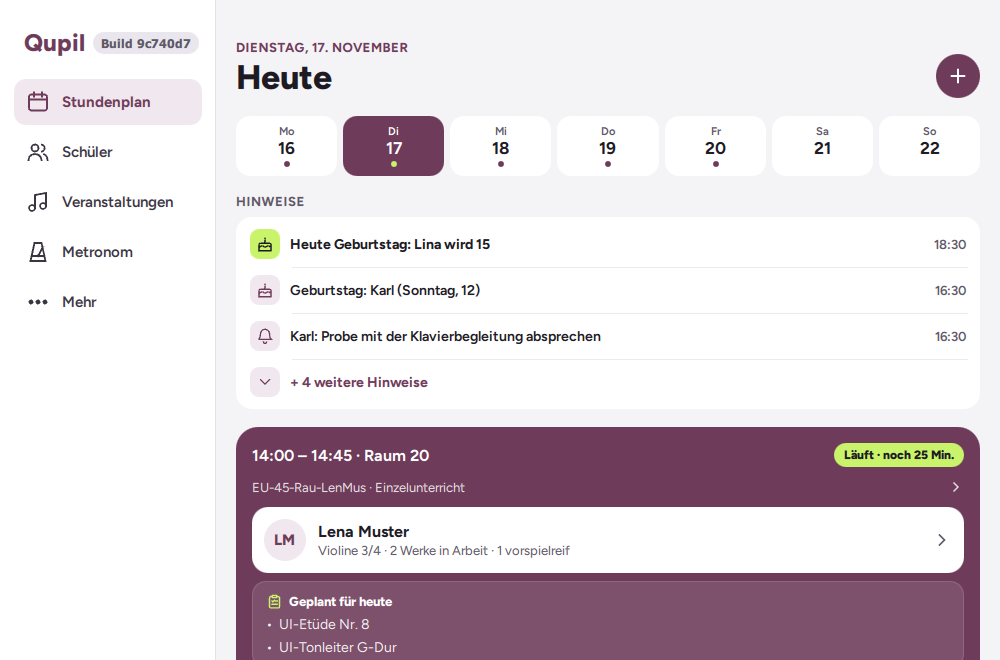 Qupil Build 9c740d7
Stundenplan
Schüler
Veranstaltungen
Metronom
Mehr
DIENSTAG, 17. NOVEMBER
Heute
Mo 16
Di 17
Mi 18
Do 19
Fr 20
Sa 21
So 22
HINWEISE
Heute Geburtstag: Lina wird 15 18:30
Geburtstag: Karl (Sonntag, 12) 16:30
Karl: Probe mit der Klavierbegleitung absprechen 16:30
+ 4 weitere Hinweise
14:00 – 14:45 · Raum 20 Läuft · noch 25 Min.
EU-45-Rau-LenMus · Einzelunterricht
LM Lena Muster
Violine 3/4 · 2 Werke in Arbeit · 1 vorspielreif
Geplant für heute
• UI-Etüde Nr. 8
• UI-Tonleiter G-Dur